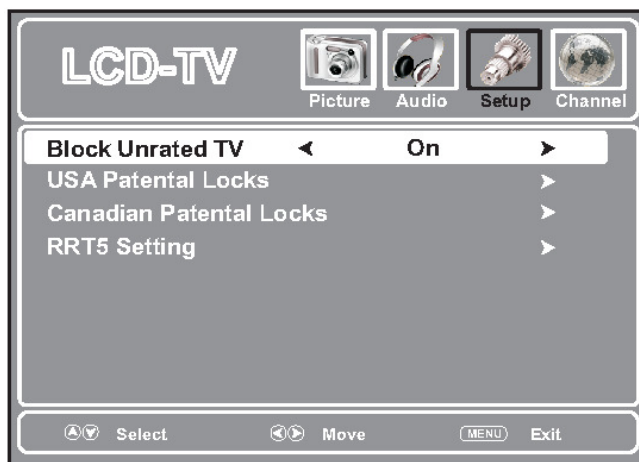 LCD-TV
Picture Audio Setup Channel
Block Unrated TV On
USA Patental Locks
Canadian Patental Locks
RRT5 Setting
Select Move MENU Exit